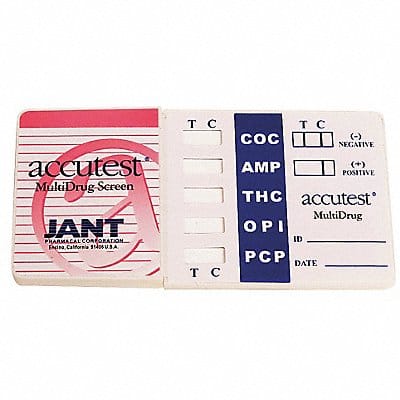 accutest®
MultiDrug-Screen
JANT
PHARMACAL CORPORATION
Encino, California 91406 U.S.A.
T C
COC
AMP
THC
OPI
PCP
T C
T C
(-)
NEGATIVE
(+)
POSITIVE
accutest®
MultiDrug
ID
DATE